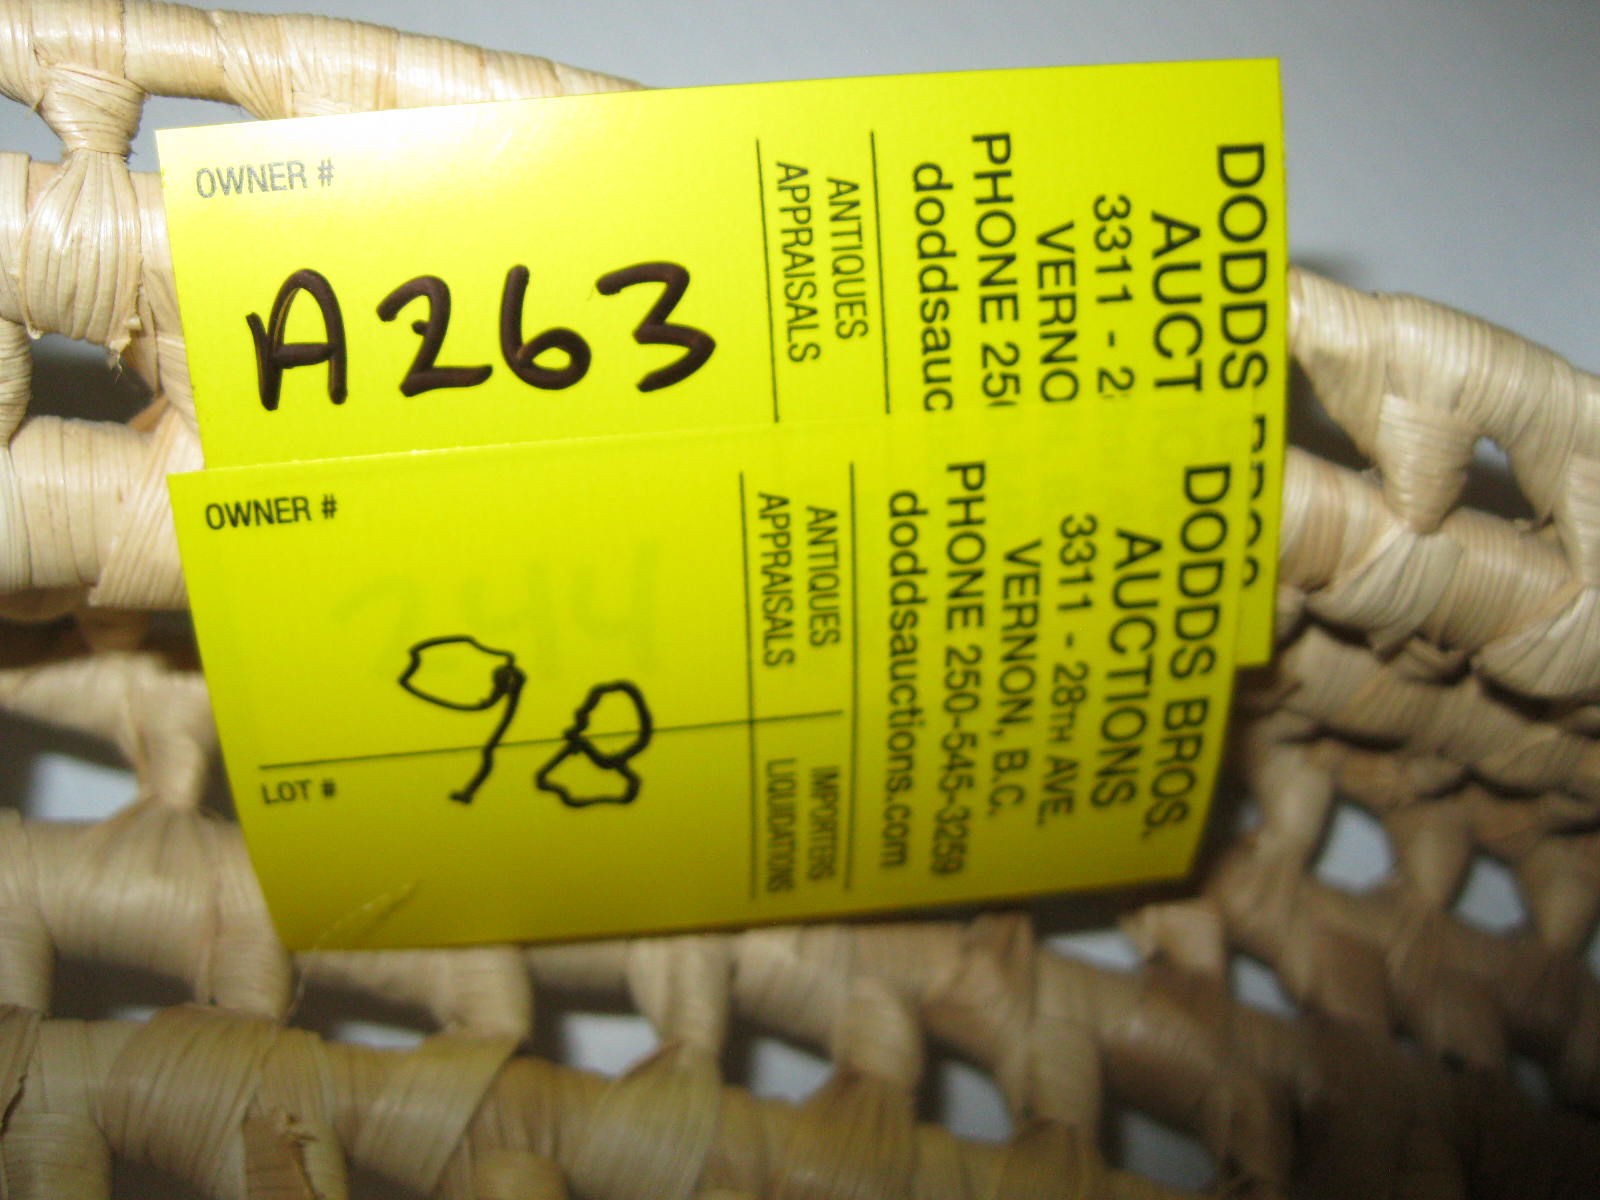 OWNER #
A263
ANTIQUES
APPRAISALS
DODDS
AUCT
3311 - 2
VERNO
PHONE 25
doddsauc
OWNER #
98
LOT #
ANTIQUES IMPORTERS
APPRAISALS LIQUIDATIONS
DODDS BROS.
AUCTIONS
3311 - 28TH AVE.
VERNON, B.C.
PHONE 250-545-3259
doddsauctions.com